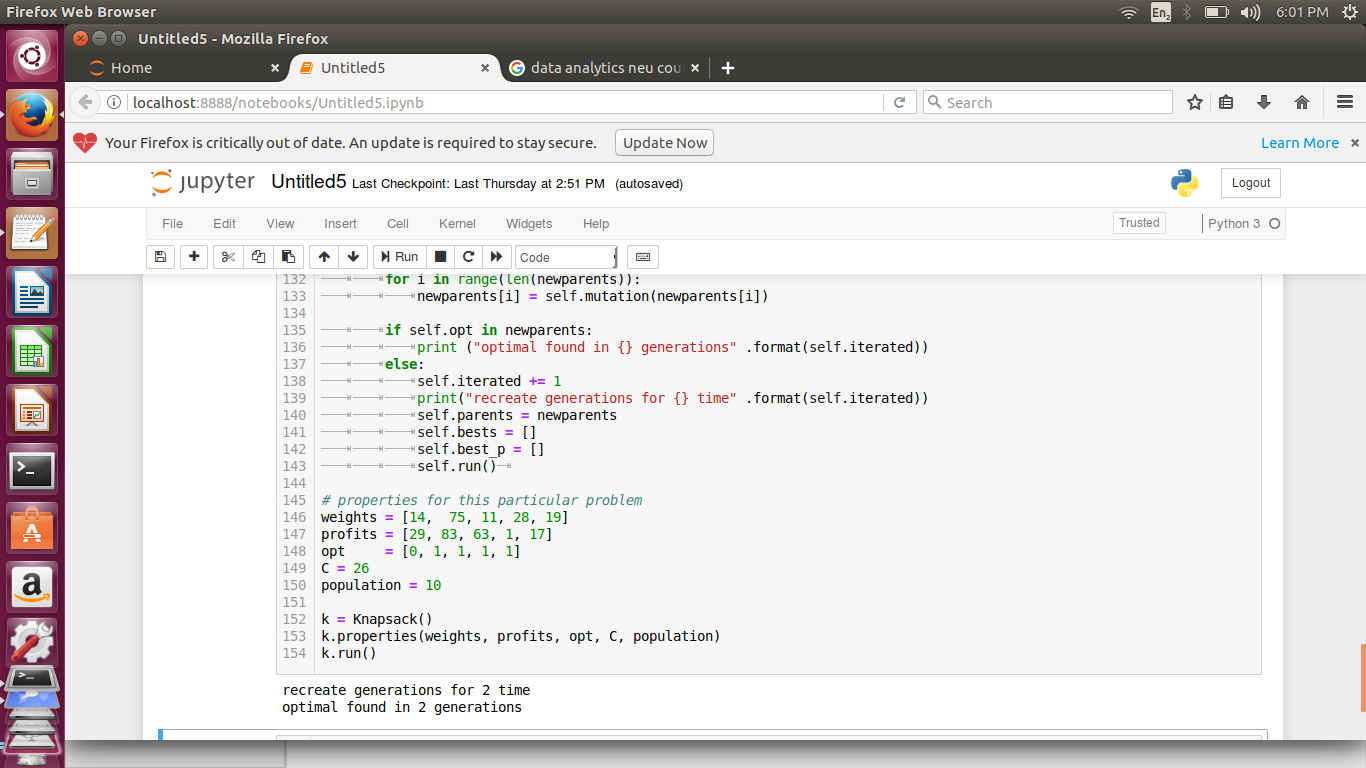 Firefox Web Browser
En2
6:01 PM
Untitled5 - Mozilla Firefox
Home
Untitled5
data analytics neu cou
localhost:8888/notebooks/Untitled5.ipynb
Search
Your Firefox is critically out of date. An update is required to stay secure.
Update Now
Learn More
jupyter
Untitled5 Last Checkpoint: Last Thursday at 2:51 PM (autosaved)
Logout
File Edit View Insert Cell Kernel Widgets Help
Trusted
Python 3
Run
Code
132 for i in range(len(newparents)):
133 newparents[i] = self.mutation(newparents[i])
134
135 if self.opt in newparents:
136 print ("optimal found in {} generations" .format(self.iterated))
137 else:
138 self.iterated += 1
139 print("recreate generations for {} time" .format(self.iterated))
140 self.parents = newparents
141 self.bests = []
142 self.best_p = []
143 self.run()
144
145 # properties for this particular problem
146 weights = [14,  75, 11, 28, 19]
147 profits = [29, 83, 63, 1, 17]
148 opt     = [0, 1, 1, 1, 1]
149 C = 26
150 population = 10
151
152 k = Knapsack()
153 k.properties(weights, profits, opt, C, population)
154 k.run()
recreate generations for 2 time
optimal found in 2 generations